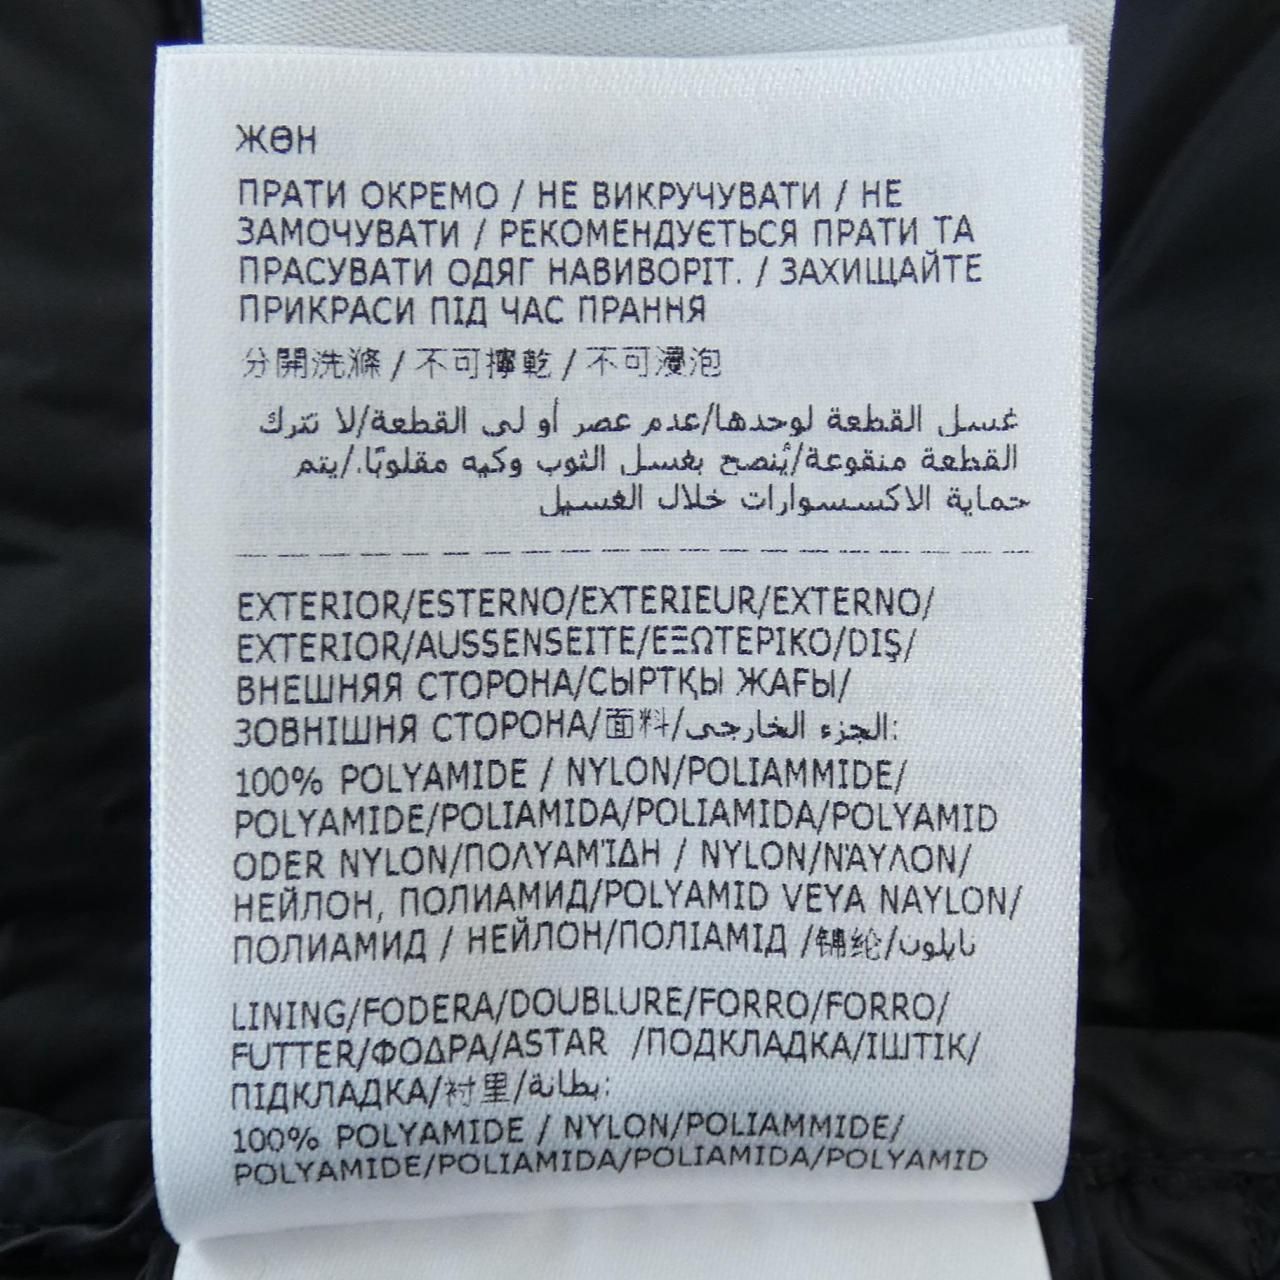 ЖӨН
ПРАТИ ОКРЕМО / НЕ ВИКРУЧУВАТИ / НЕ
ЗАМОЧУВАТИ / РЕКОМЕНДУЄТЬСЯ ПРАТИ ТА
ПРАСУВАТИ ОДЯГ НАВИВОРІТ. / ЗАХИЩАЙТЕ
ПРИКРАСИ ПІД ЧАС ПРАННЯ
分開洗滌 / 不可擰乾 / 不可浸泡
غسل القطعة لوحدها/عدم عصر أو لي القطعة/لا تترك
القطعة منقوعة/يُنصح بغسل الثوب وكيه مقلوبًا./يتم
حماية الاكسسوارات خلال الغسيل
EXTERIOR/ESTERNO/EXTERIEUR/EXTERNO/
EXTERIOR/AUSSENSEITE/ΕΞΩΤΕΡΙΚΟ/DIŞ/
ВНЕШНЯЯ СТОРОНА/СЫРТҚЫ ЖАҒЫ/
ЗОВНІШНЯ СТОРОНА/面料/الجزء الخارجى:
100% POLYAMIDE / NYLON/POLIAMMIDE/
POLYAMIDE/POLIAMIDA/POLIAMIDA/POLYAMID
ODER NYLON/ΠΟΛΥΑΜΊΔΗ / NYLON/ΝΆΥΛΟΝ/
НЕЙЛОН, ПОЛИАМИД/POLYAMID VEYA NAYLON/
ПОЛИАМИД / НЕЙЛОН/ПОЛІАМІД /锦纶/نايلون
LINING/FODERA/DOUBLURE/FORRO/FORRO/
FUTTER/ΦΟΔΡΑ/ASTAR /ПОДКЛАДКА/ІШТІК/
ПІДКЛАДКА/衬里/بطانة:
100% POLYAMIDE / NYLON/POLIAMMIDE/
POLYAMIDE/POLIAMIDA/POLIAMIDA/POLYAMID